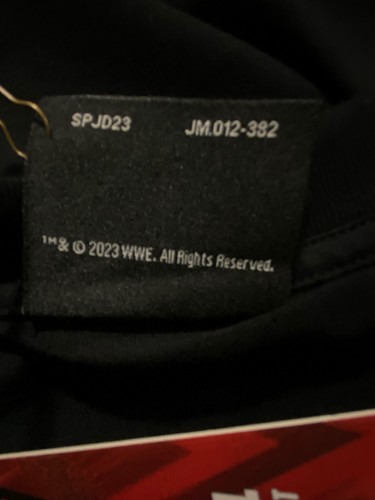 SPJD23 JM.012-382
™ & © 2023 WWE. All Rights Reserved.